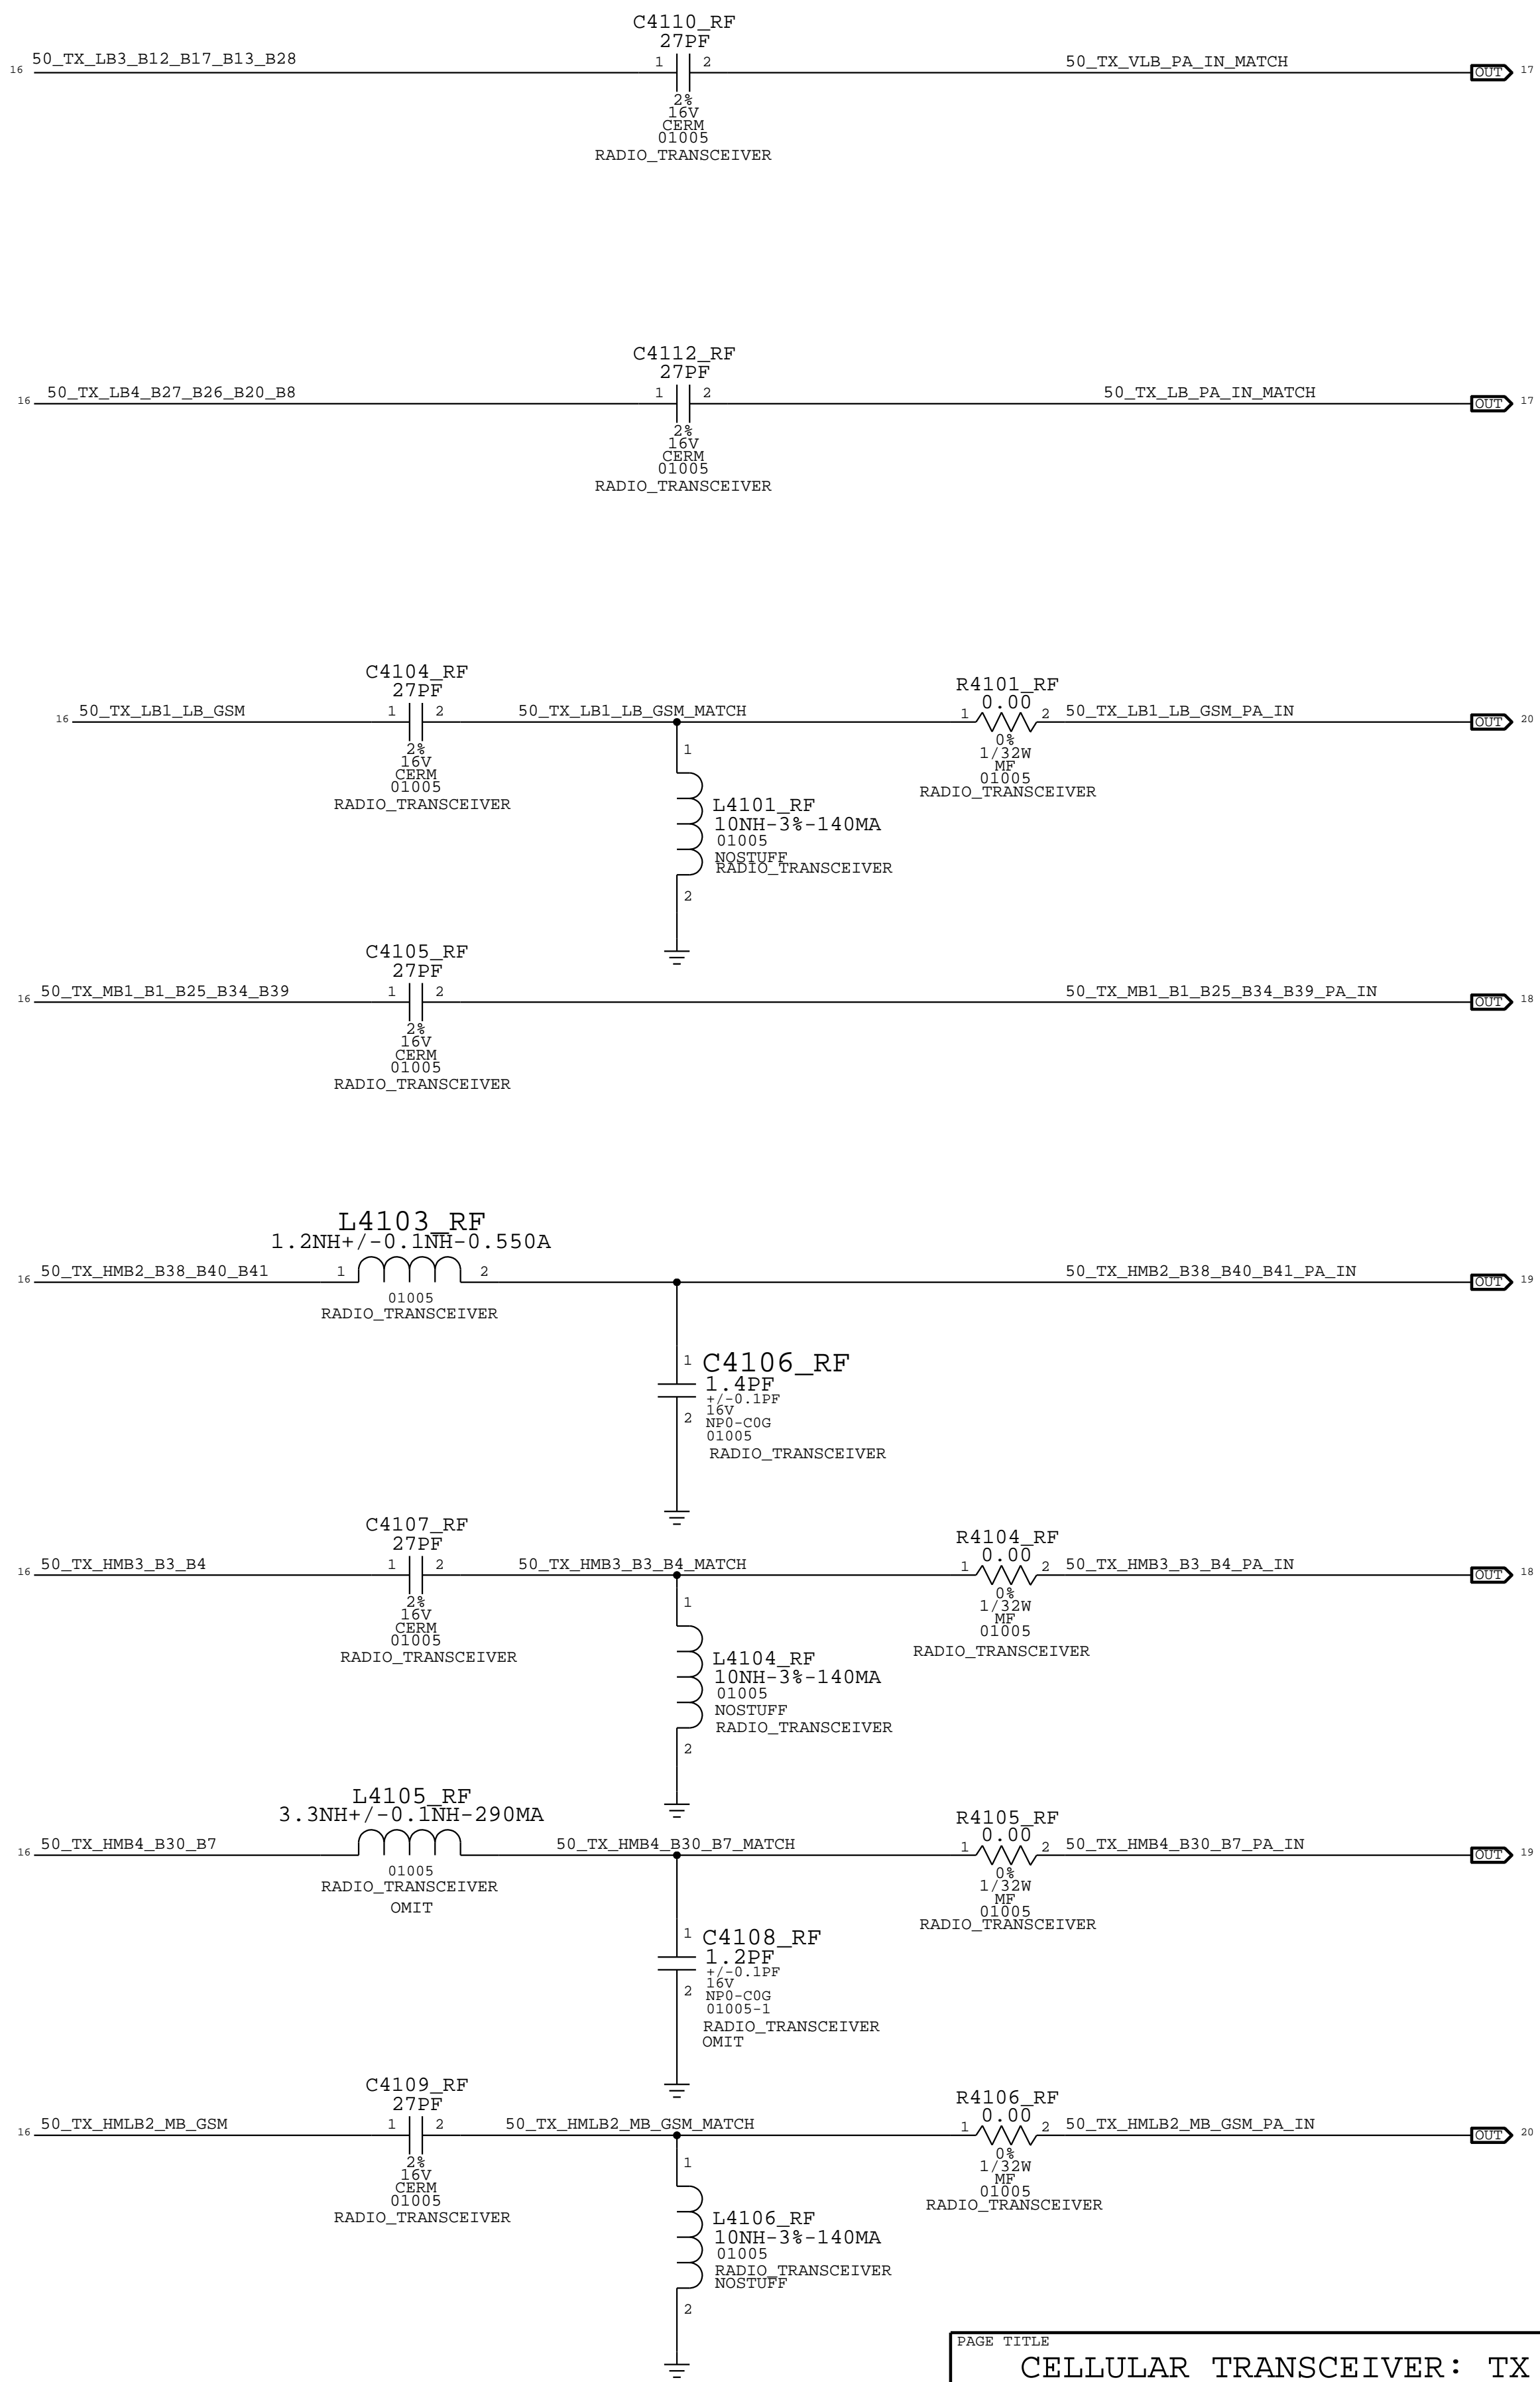 C4110_RF
27PF
16 50_TX_LB3_B12_B17_B13_B28 1 2 50_TX_VLB_PA_IN_MATCH OUT 17
2%
16V
CERM
01005
RADIO_TRANSCEIVER
C4112_RF
27PF
16 50_TX_LB4_B27_B26_B20_B8 1 2 50_TX_LB_PA_IN_MATCH OUT 17
2%
16V
CERM
01005
RADIO_TRANSCEIVER
C4104_RF
27PF
R4101_RF
0.00
16 50_TX_LB1_LB_GSM 1 2 50_TX_LB1_LB_GSM_MATCH 1 2 50_TX_LB1_LB_GSM_PA_IN OUT 20
2%
16V
CERM
01005
RADIO_TRANSCEIVER
0%
1/32W
MF
01005
RADIO_TRANSCEIVER
1
L4101_RF
10NH-3%-140MA
01005
NOSTUFF
RADIO_TRANSCEIVER
2
C4105_RF
27PF
16 50_TX_MB1_B1_B25_B34_B39 1 2 50_TX_MB1_B1_B25_B34_B39_PA_IN OUT 18
2%
16V
CERM
01005
RADIO_TRANSCEIVER
L4103_RF
1.2NH+/-0.1NH-0.550A
16 50_TX_HMB2_B38_B40_B41 1 2 50_TX_HMB2_B38_B40_B41_PA_IN OUT 19
01005
RADIO_TRANSCEIVER
1 C4106_RF
1.4PF
+/-0.1PF
16V
2 NP0-C0G
01005
RADIO_TRANSCEIVER
C4107_RF
27PF
R4104_RF
0.00
16 50_TX_HMB3_B3_B4 1 2 50_TX_HMB3_B3_B4_MATCH 1 2 50_TX_HMB3_B3_B4_PA_IN OUT 18
2%
16V
CERM
01005
RADIO_TRANSCEIVER
0%
1/32W
MF
01005
RADIO_TRANSCEIVER
1
L4104_RF
10NH-3%-140MA
01005
NOSTUFF
RADIO_TRANSCEIVER
2
L4105_RF
3.3NH+/-0.1NH-290MA
R4105_RF
0.00
16 50_TX_HMB4_B30_B7 50_TX_HMB4_B30_B7_MATCH 1 2 50_TX_HMB4_B30_B7_PA_IN OUT 19
01005
RADIO_TRANSCEIVER
OMIT
0%
1/32W
MF
01005
RADIO_TRANSCEIVER
1 C4108_RF
1.2PF
+/-0.1PF
16V
2 NP0-C0G
01005-1
RADIO_TRANSCEIVER
OMIT
C4109_RF
27PF
R4106_RF
0.00
16 50_TX_HMLB2_MB_GSM 1 2 50_TX_HMLB2_MB_GSM_MATCH 1 2 50_TX_HMLB2_MB_GSM_PA_IN OUT 20
2%
16V
CERM
01005
RADIO_TRANSCEIVER
0%
1/32W
MF
01005
RADIO_TRANSCEIVER
1
L4106_RF
10NH-3%-140MA
01005
RADIO_TRANSCEIVER
NOSTUFF
2
PAGE TITLE
CELLULAR TRANSCEIVER: TX